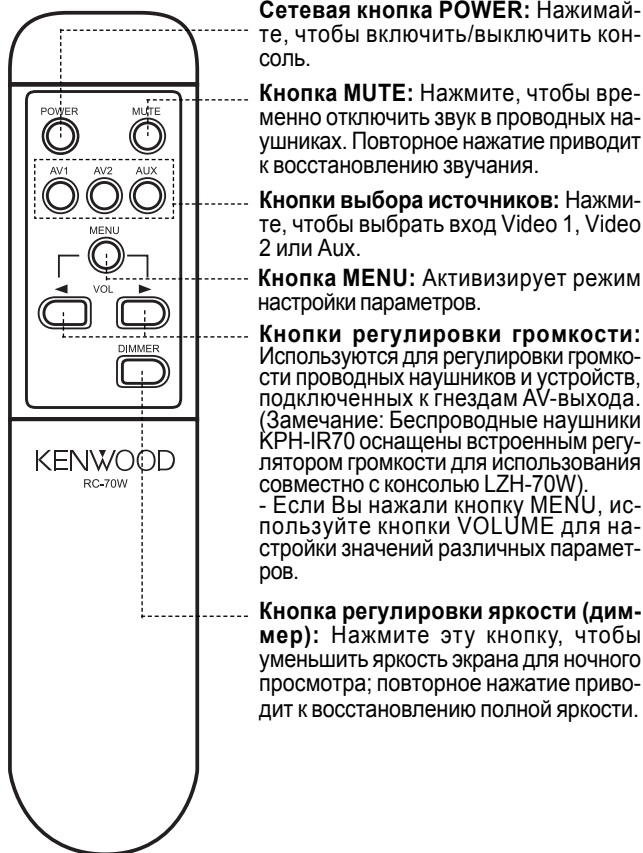 Сетевая кнопка POWER: Нажимай-
те, чтобы включить/выключить кон-
соль.
Кнопка MUTE: Нажмите, чтобы вре-
менно отключить звук в проводных на-
ушниках. Повторное нажатие приводит
к восстановлению звучания.
Кнопки выбора источников: Нажми-
те, чтобы выбрать вход Video 1, Video
2 или Aux.
Кнопка MENU: Активизирует режим
настройки параметров.
Кнопки регулировки громкости:
Используются для регулировки громко-
сти проводных наушников и устройств,
подключенных к гнездам AV-выхода.
(Замечание: Беспроводные наушники
KPH-IR70 оснащены встроенным регу-
лятором громкости для использования
совместно с консолью LZH-70W).
- Если Вы нажали кнопку MENU, ис-
пользуйте кнопки VOLUME для на-
стройки значений различных парамет-
ров.
Кнопка регулировки яркости (дим-
мер): Нажмите эту кнопку, чтобы
уменьшить яркость экрана для ночного
просмотра; повторное нажатие приво-
дит к восстановлению полной яркости.
POWER MUTE
AV1 AV2 AUX
MENU
◄ VOL ►
DIMMER
KENWOOD
RC-70W